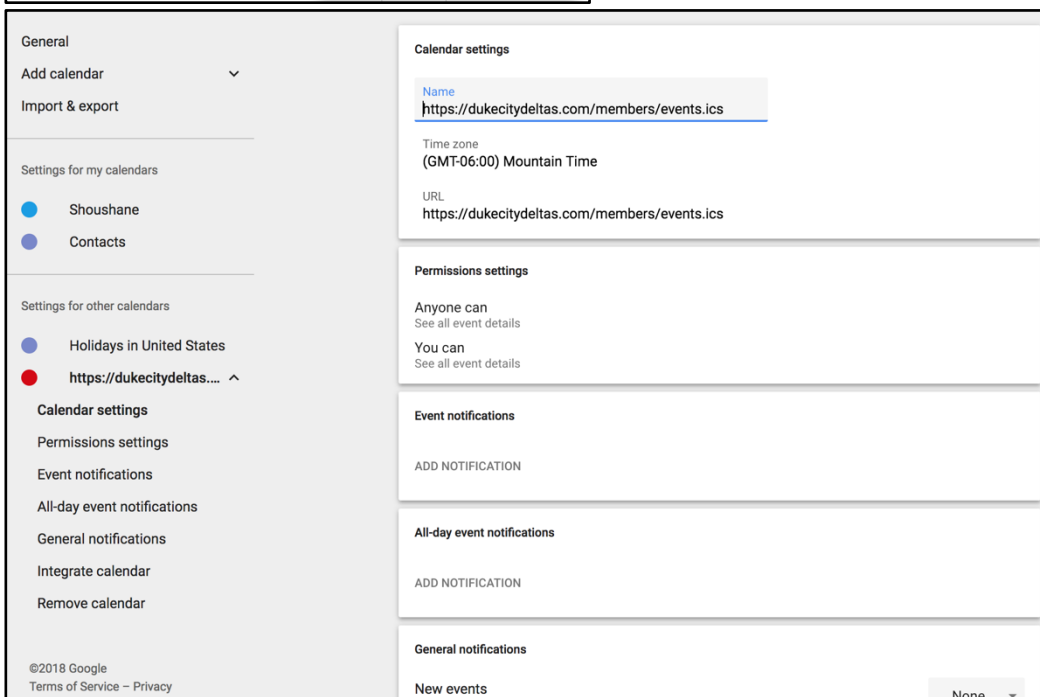 General
Add calendar
Import & export
Settings for my calendars
Shoushane
Contacts
Settings for other calendars
Holidays in United States
https://dukecitydeltas....
Calendar settings
Permissions settings
Event notifications
All-day event notifications
General notifications
Integrate calendar
Remove calendar
©2018 Google
Terms of Service – Privacy
Calendar settings
Name
https://dukecitydeltas.com/members/events.ics
Time zone
(GMT-06:00) Mountain Time
URL
https://dukecitydeltas.com/members/events.ics
Permissions settings
Anyone can
See all event details
You can
See all event details
Event notifications
ADD NOTIFICATION
All-day event notifications
ADD NOTIFICATION
General notifications
New events
None